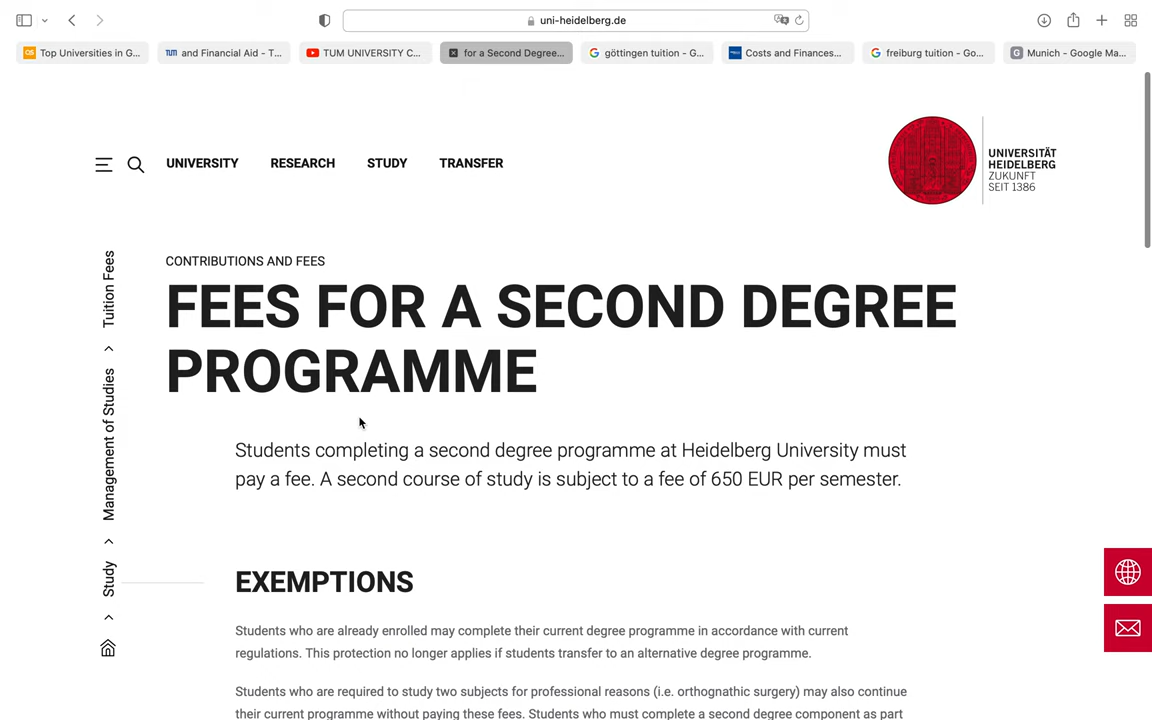 uni-heidelberg.de
Top Universities in G...
and Financial Aid - T...
TUM UNIVERSITY C...
for a Second Degree...
göttingen tuition - G...
Costs and Finances...
freiburg tuition - Go...
Munich - Google Ma...
UNIVERSITY
RESEARCH
STUDY
TRANSFER
UNIVERSITÄT
HEIDELBERG
ZUKUNFT
SEIT 1386
Tuition Fees
Management of Studies
Study
CONTRIBUTIONS AND FEES
FEES FOR A SECOND DEGREE
PROGRAMME
Students completing a second degree programme at Heidelberg University must
pay a fee. A second course of study is subject to a fee of 650 EUR per semester.
EXEMPTIONS
Students who are already enrolled may complete their current degree programme in accordance with current
regulations. This protection no longer applies if students transfer to an alternative degree programme.
Students who are required to study two subjects for professional reasons (i.e. orthognathic surgery) may also continue
their current programme without paying these fees. Students who must complete a second degree component as part